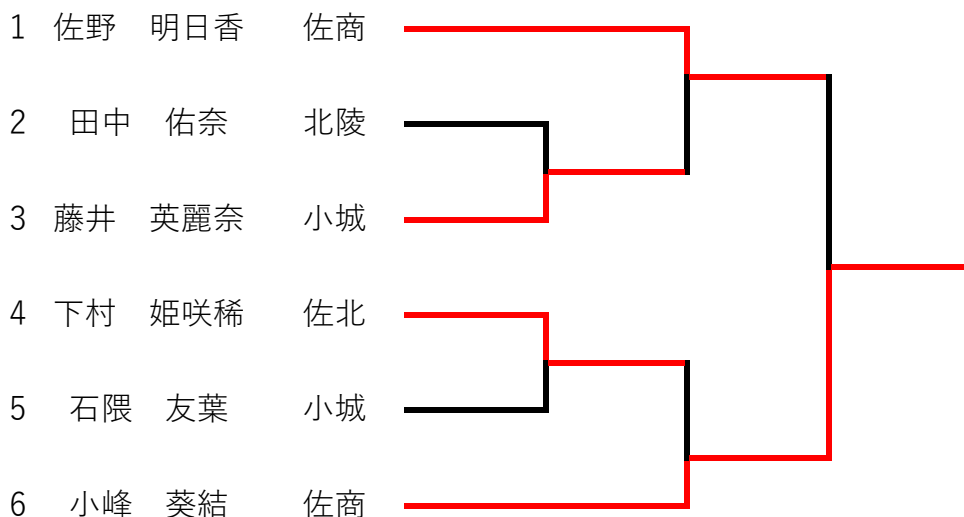 1 佐野 明日香 佐商
2 田中 佑奈 北陵
3 藤井 英麗奈 小城
4 下村 姫咲稀 佐北
5 石隈 友葉 小城
6 小峰 葵結 佐商